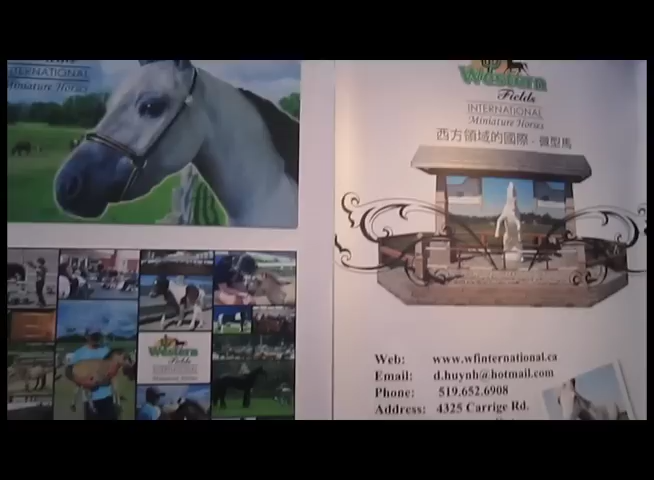 INTERNATIONAL
Miniature Horses
Western
Fields
INTERNATIONAL
Miniature Horses
西方領域的國際 - 微型馬
Western
Fields
INTERNATIONAL
Web: www.wfinternational.ca
Email: d.huynh@hotmail.com
Phone: 519.652.6908
Address: 4325 Carrige Rd.